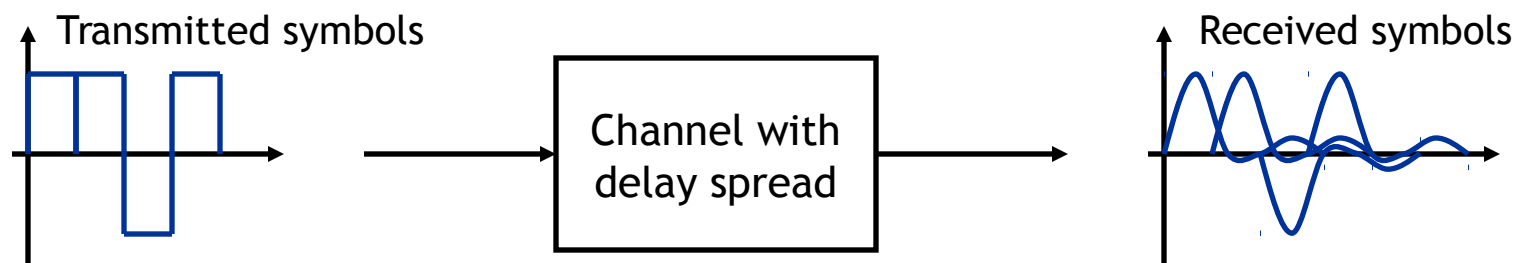 Transmitted symbols
Channel with
delay spread
Received symbols